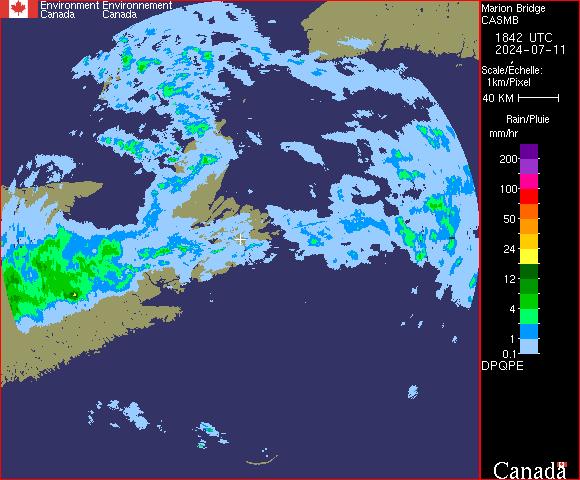 Environment Environnement
Canada Canada
Marion Bridge
CASMB
1842 UTC
2024-07-11
Scale/Échelle:
1km/Pixel
40 KM
Rain/Pluie
mm/hr
200
100
50
24
12
4
1
0.1
DPQPE
Canada